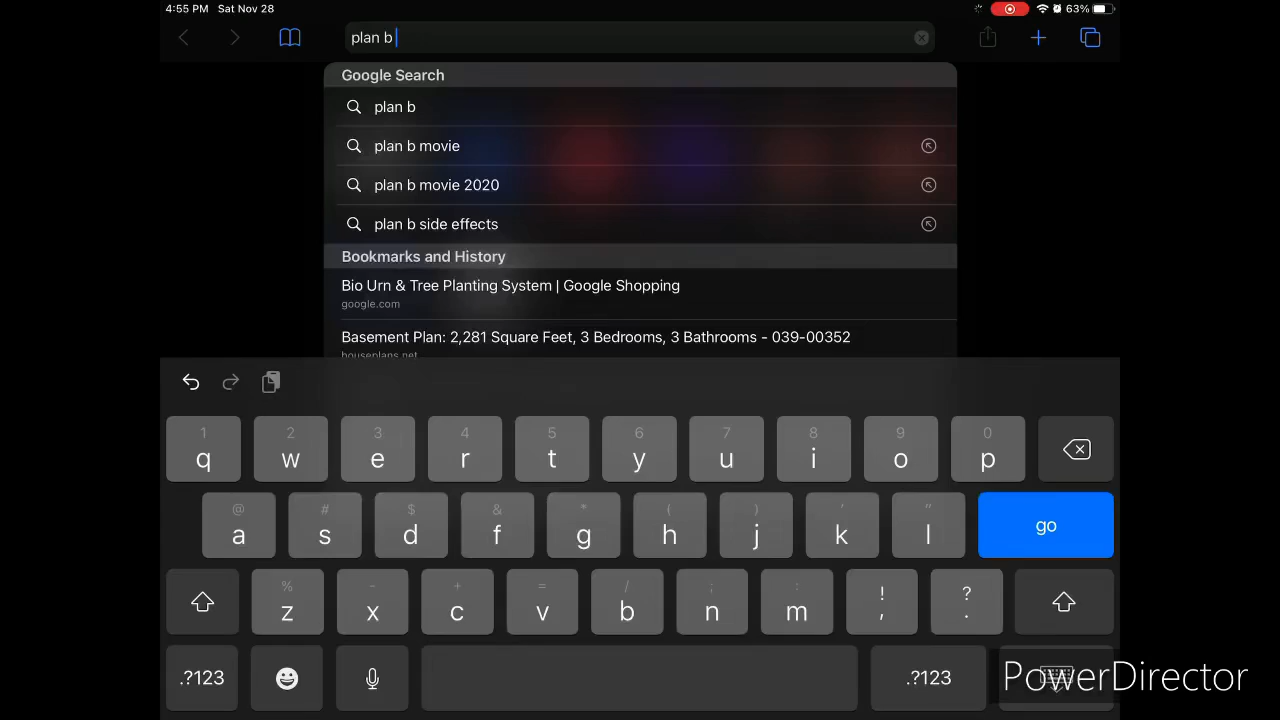 4:55 PM Sat Nov 28 63%
plan b
Google Search
plan b
plan b movie
plan b movie 2020
plan b side effects
Bookmarks and History
Bio Urn & Tree Planting System | Google Shopping
google.com
Basement Plan: 2,281 Square Feet, 3 Bedrooms, 3 Bathrooms - 039-00352
houseplans.net
1 2 3 4 5 6 7 8 9 0
q w e r t y u i o p
@ # $ & * ( ) ' "
a s d f g h j k l go
% - + = / ; : ! ?
z x c v b n m , .
.?123 .?123
PowerDirector